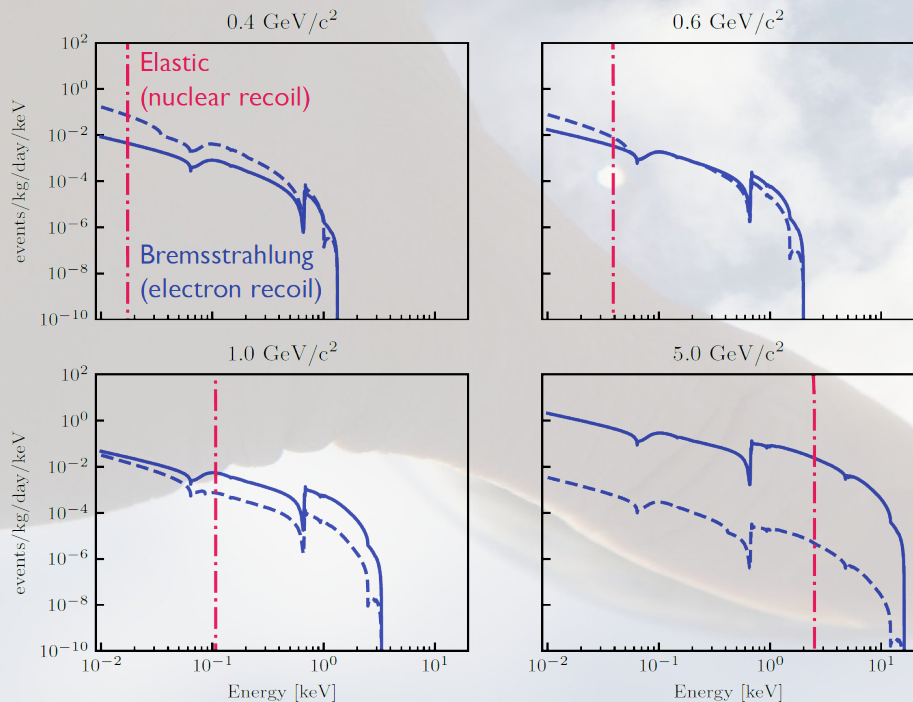 0.4 GeV/c²
0.6 GeV/c²
events/kg/day/keV
10²
10⁰
10⁻²
10⁻⁴
10⁻⁶
10⁻⁸
10⁻¹⁰
Elastic
(nuclear recoil)
Bremsstrahlung
(electron recoil)
1.0 GeV/c²
5.0 GeV/c²
events/kg/day/keV
10²
10⁰
10⁻²
10⁻⁴
10⁻⁶
10⁻⁸
10⁻¹⁰
10⁻² 10⁻¹ 10⁰ 10¹
10⁻² 10⁻¹ 10⁰ 10¹
Energy [keV]
Energy [keV]